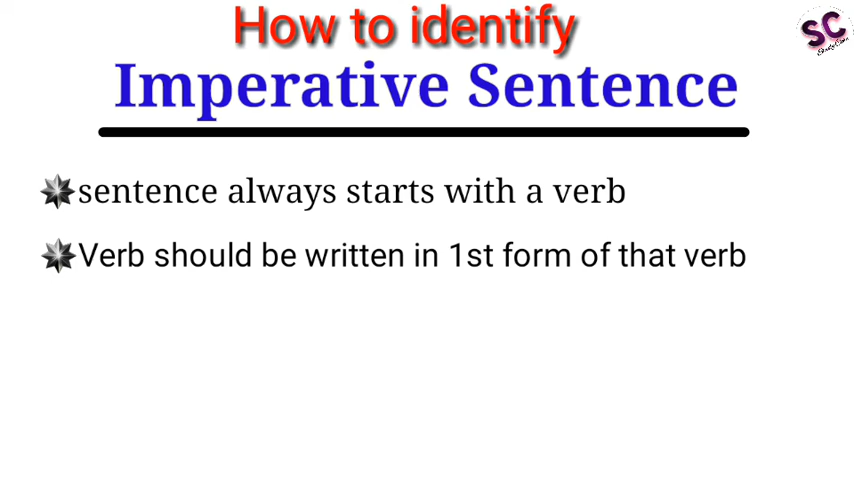 How to identify
SC
Imperative Sentence
sentence always starts with a verb
Verb should be written in 1st form of that verb